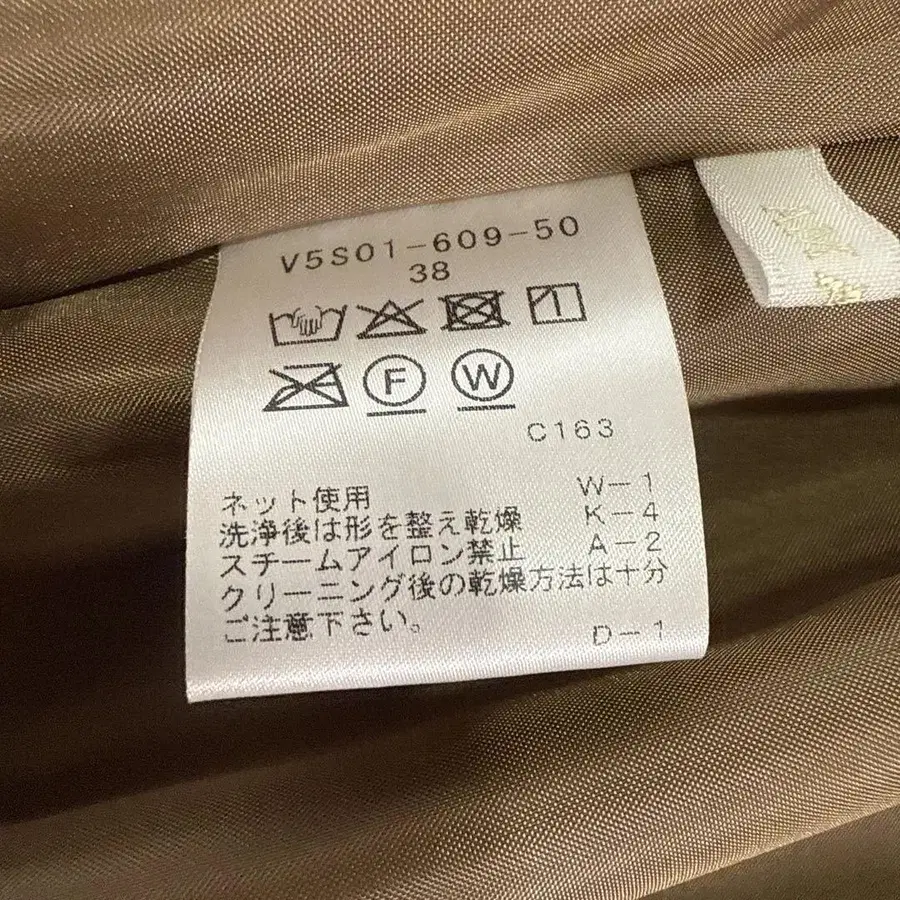 V5S01-609-50
38
F W
C163
ネット使用 W-1
洗浄後は形を整え乾燥 K-4
スチームアイロン禁止 A-2
クリーニング後の乾燥方法は十分
ご注意下さい。 D-1